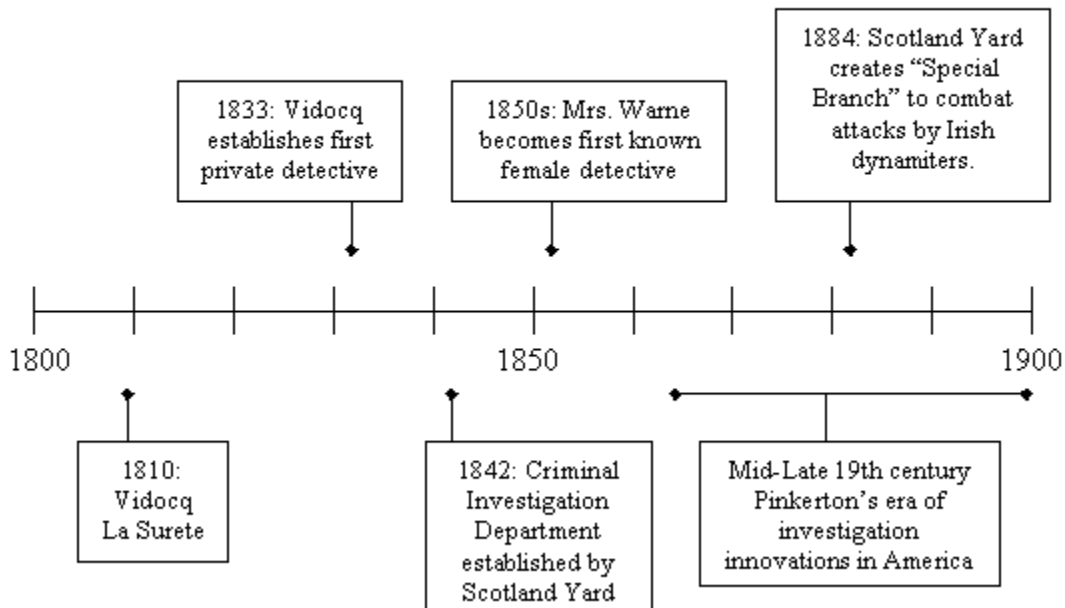 1884: Scotland Yard
creates “Special
Branch” to combat
attacks by Irish
dynamiters.
1833: Vidocq
establishes first
private detective
1850s: Mrs. Warne
becomes first known
female detective
1800
1850
1900
1810:
Vidocq
La Surete
1842: Criminal
Investigation
Department
established by
Scotland Yard
Mid-Late 19th century
Pinkerton’s era of
investigation
innovations in America